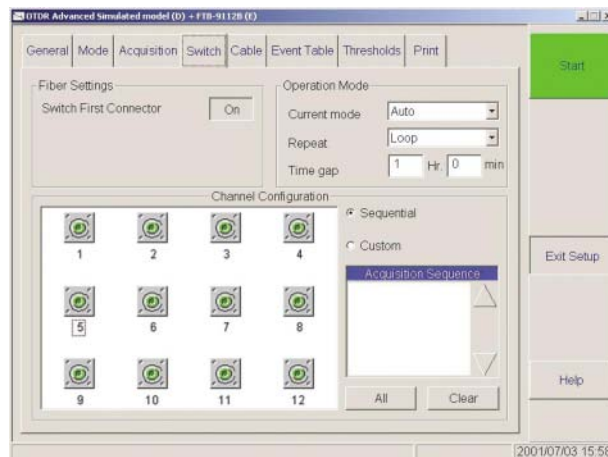 OTDR Advanced Simulated model (D) + FTB-9112B (E)
General Mode Acquisition Switch Cable Event Table Thresholds Print
Start
Fiber Settings
Switch First Connector On
Operation Mode
Current mode Auto
Repeat Loop
Time gap 1 Hr. 0 min
Channel Configuration
1 2 3 4
5 6 7 8
9 10 11 12
Sequential
Custom
Acquisition Sequence
All Clear
Exit Setup
Help
2001/07/03 15:58